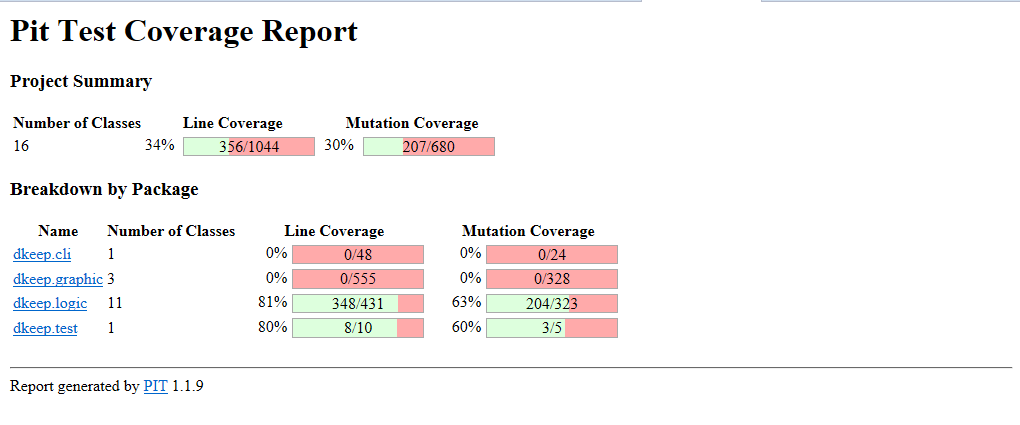 Pit Test Coverage Report
Project Summary
Number of Classes Line Coverage Mutation Coverage
16 34% 356/1044 30% 207/680
Breakdown by Package
Name Number of Classes Line Coverage Mutation Coverage
dkeep.cli 1 0% 0/48 0% 0/24
dkeep.graphic 3 0% 0/555 0% 0/328
dkeep.logic 11 81% 348/431 63% 204/323
dkeep.test 1 80% 8/10 60% 3/5
Report generated by PIT 1.1.9